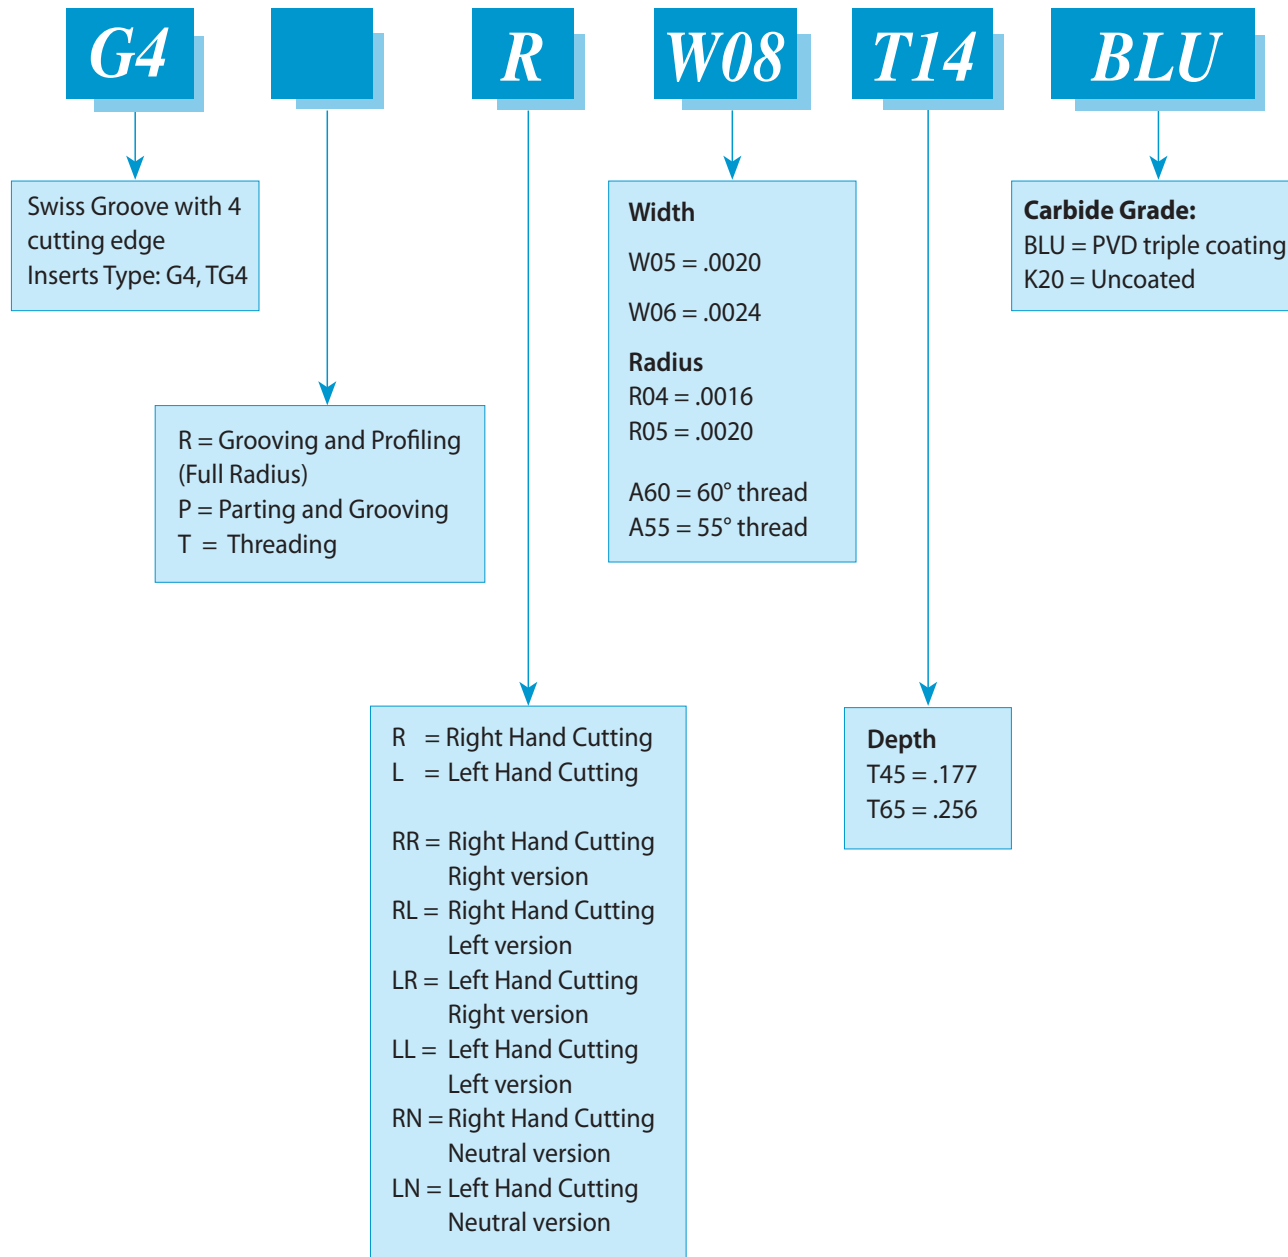 G4 R W08 T14 BLU
Swiss Groove with 4
cutting edge
Inserts Type: G4, TG4
R = Grooving and Profiling
(Full Radius)
P = Parting and Grooving
T = Threading
R = Right Hand Cutting
L = Left Hand Cutting
RR = Right Hand Cutting
Right version
RL = Right Hand Cutting
Left version
LR = Left Hand Cutting
Right version
LL = Left Hand Cutting
Left version
RN = Right Hand Cutting
Neutral version
LN = Left Hand Cutting
Neutral version
Width
W05 = .0020
W06 = .0024
Radius
R04 = .0016
R05 = .0020
A60 = 60° thread
A55 = 55° thread
Depth
T45 = .177
T65 = .256
Carbide Grade:
BLU = PVD triple coating
K20 = Uncoated